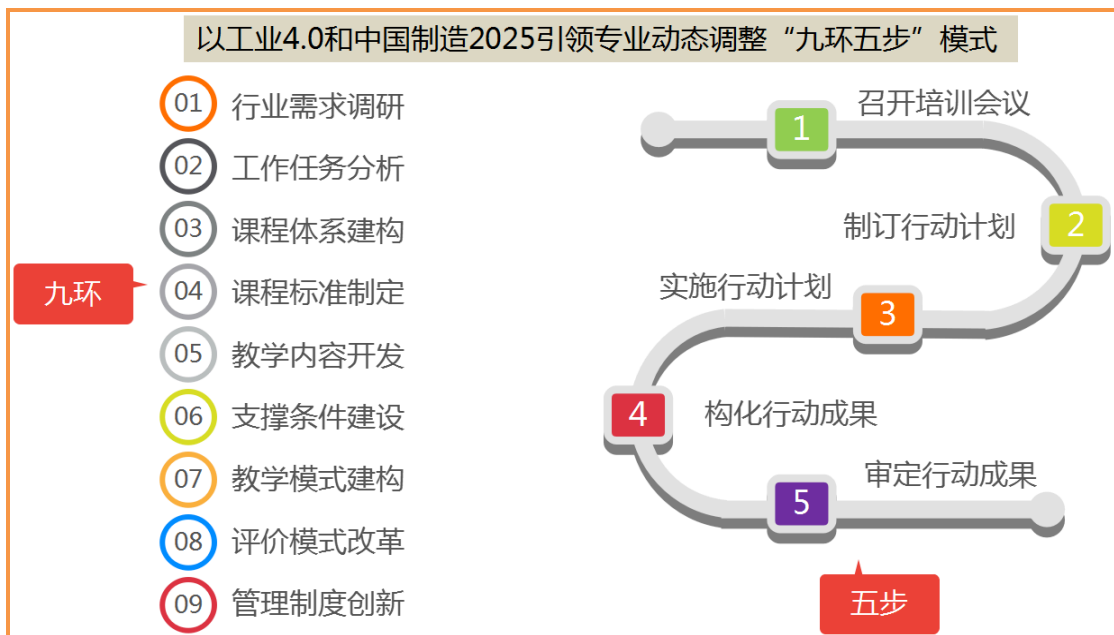 以工业4.0和中国制造2025引领专业动态调整“九环五步”模式
九环
01 行业需求调研
02 工作任务分析
03 课程体系建构
04 课程标准制定
05 教学内容开发
06 支撑条件建设
07 教学模式建构
08 评价模式改革
09 管理制度创新
1 召开培训会议
制订行动计划 2
实施行动计划 3
4 构化行动成果
5 审定行动成果
五步